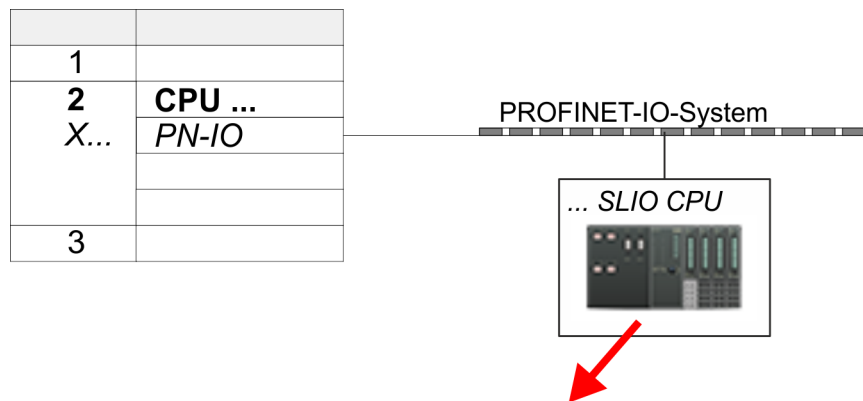 1
2 CPU ...
X... PN-IO
3
PROFINET-IO-System
... SLIO CPU